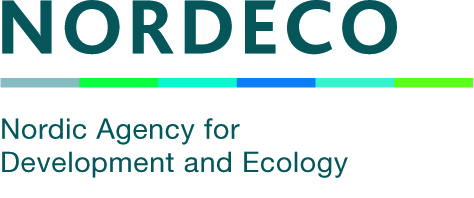 NORDECO
Nordic Agency for
Development and Ecology